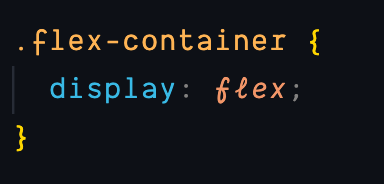 .flex-container {
  display: flex;
}